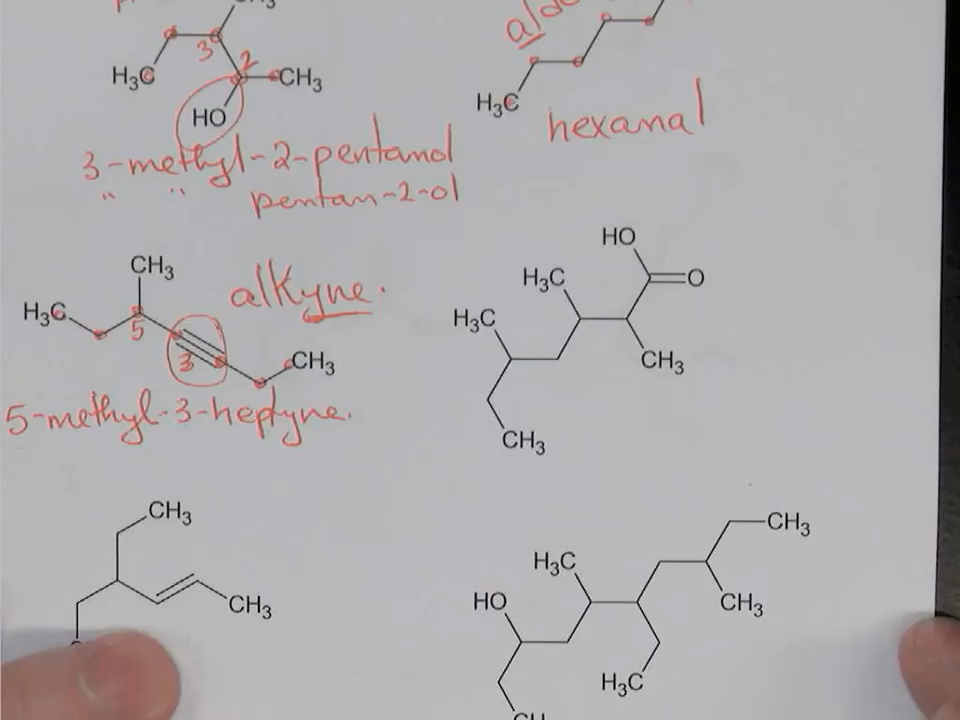 H₃C
3
2
CH₃
HO
3-methyl-2-pentanol
" " pentan-2-ol
H₃C
hexanal
CH₃
H₃C
5
3
CH₃
alkyne.
5-methyl-3-heptyne.
HO
O
H₃C
H₃C
CH₃
CH₃
CH₃
CH₃
CH₃
H₃C
HO
CH₃
H₃C